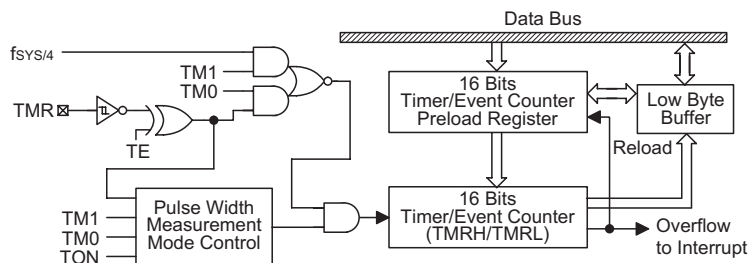 Data Bus
fSYS/4
TM1
TM0
TMR
TE
16 Bits
Timer/Event Counter
Preload Register
Low Byte
Buffer
Reload
TM1
TM0
TON
Pulse Width
Measurement
Mode Control
16 Bits
Timer/Event Counter
(TMRH/TMRL)
Overflow
to Interrupt